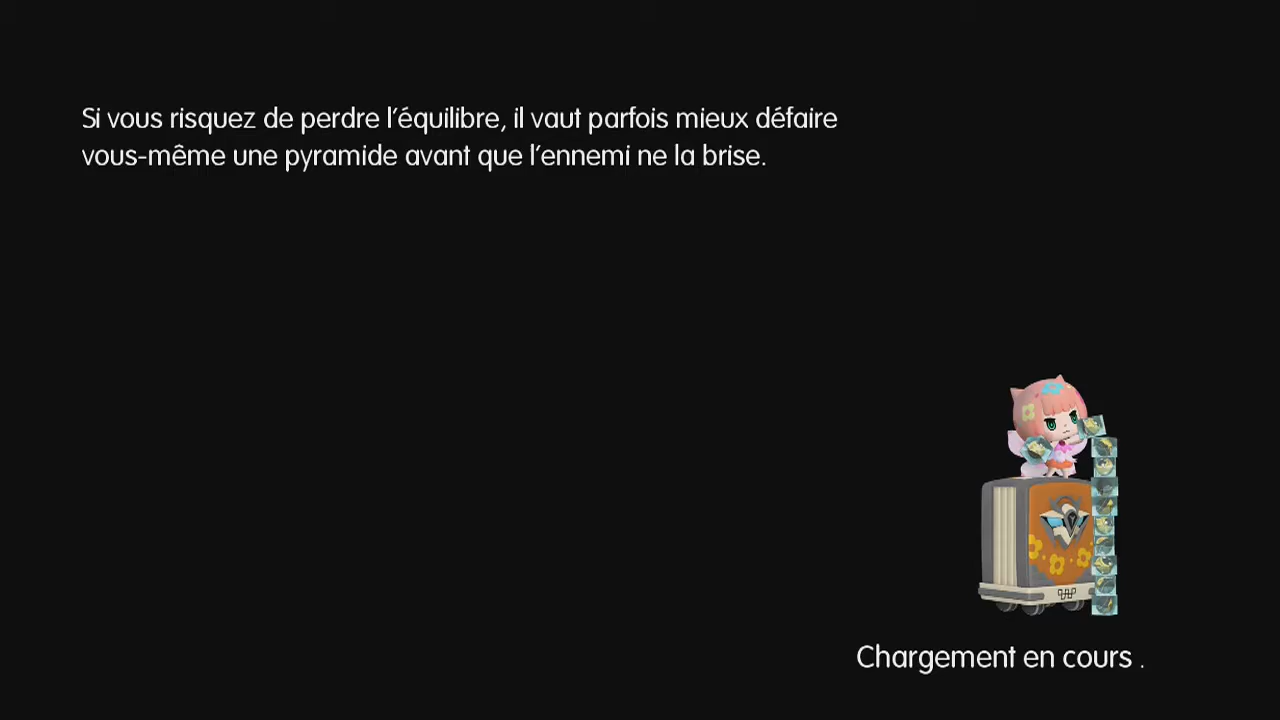 Si vous risquez de perdre l'équilibre, il vaut parfois mieux défaire
vous-même une pyramide avant que l'ennemi ne la brise.
Chargement en cours .